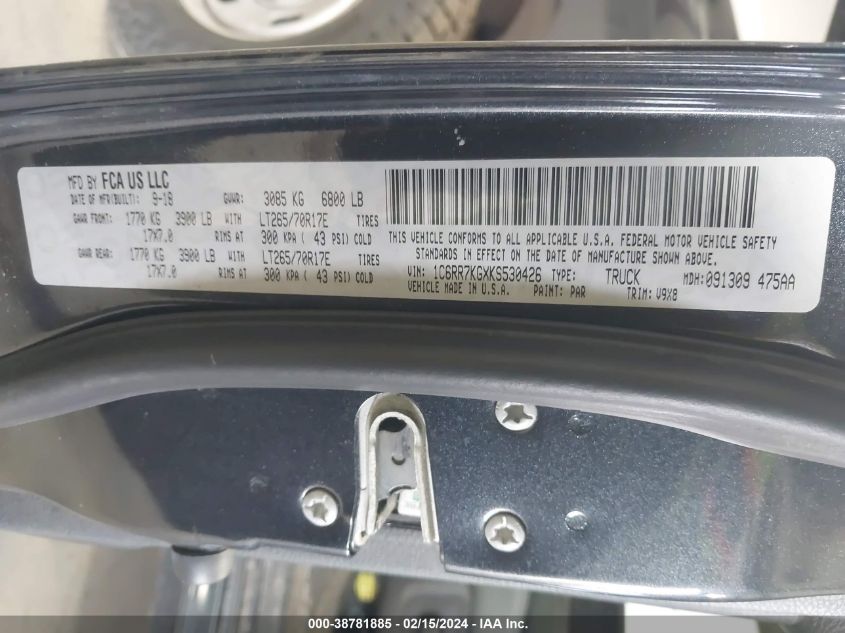 MFD BY FCA US LLC
DATE OF MFR(BUILT): 9-18 GVWR: 3085 KG 6800 LB
GAWR FRONT: 1770 KG 3900 LB WITH LT265/70R17E TIRES
17X7.0 RIMS AT 300 KPA ( 43 PSI) COLD
GAWR REAR: 1770 KG 3900 LB WITH LT265/70R17E TIRES
17X7.0 RIMS AT 300 KPA ( 43 PSI) COLD
THIS VEHICLE CONFORMS TO ALL APPLICABLE U.S.A. FEDERAL MOTOR VEHICLE SAFETY
STANDARDS IN EFFECT ON THE DATE OF MANUFACTURE SHOWN ABOVE.
VIN: 1C6RR7KGXKS530426 TYPE: TRUCK MDH:091309 475AA
VEHICLE MADE IN U.S.A. PAINT: PAR TRIM: V9X8
000-38781885 - 02/15/2024 - IAA Inc.